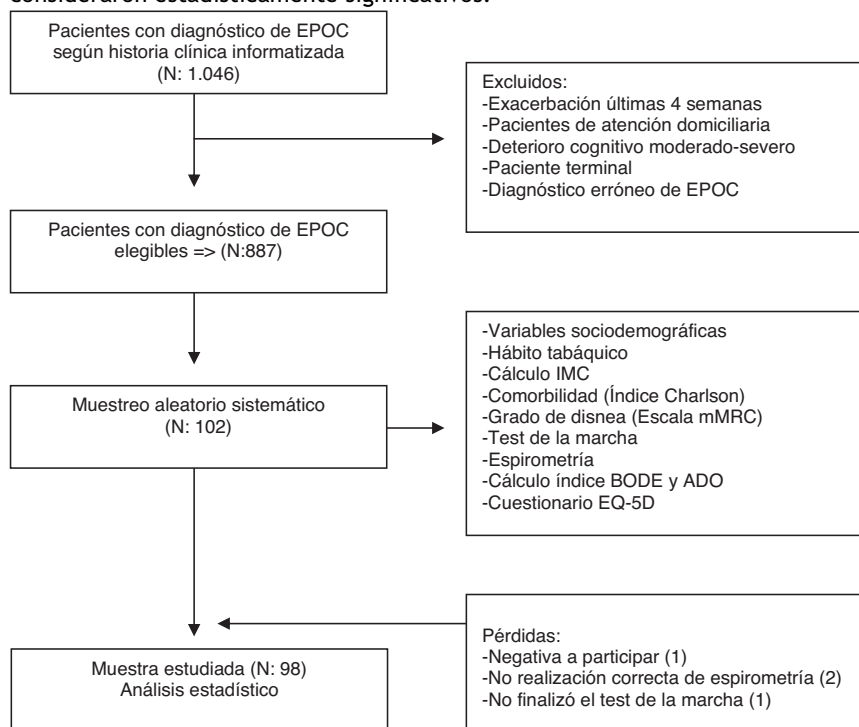 consideraron estadísticamente significativos.
Pacientes con diagnóstico de EPOC
según historia clínica informatizada
(N: 1.046)
Excluidos:
-Exacerbación últimas 4 semanas
-Pacientes de atención domiciliaria
-Deterioro cognitivo moderado-severo
-Paciente terminal
-Diagnóstico erróneo de EPOC
Pacientes con diagnóstico de EPOC
elegibles => (N:887)
-Variables sociodemográficas
-Hábito tabáquico
-Cálculo IMC
-Comorbilidad (Índice Charlson)
-Grado de disnea (Escala mMRC)
-Test de la marcha
-Espirometría
-Cálculo índice BODE y ADO
-Cuestionario EQ-5D
Muestreo aleatorio sistemático
(N: 102)
Pérdidas:
-Negativa a participar (1)
-No realización correcta de espirometría (2)
-No finalizó el test de la marcha (1)
Muestra estudiada (N: 98)
Análisis estadístico